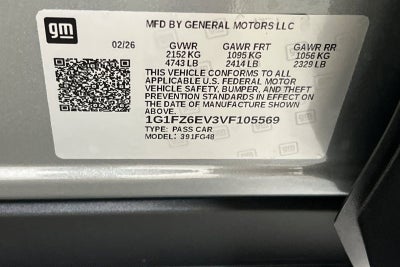 gm
MFD BY GENERAL MOTORS LLC
02/26 GVWR GAWR FRT GAWR RR
2152 KG 1095 KG 1056 KG
4743 LB 2414 LB 2329 LB
THIS VEHICLE CONFORMS TO ALL
APPLICABLE U.S. FEDERAL MOTOR
VEHICLE SAFETY, BUMPER, AND THEFT
PREVENTION STANDARDS IN EFFECT ON
THE DATE OF MANUFACTURE SHOWN
ABOVE.
1G1FZ6EV3VF105569
TYPE: PASS CAR
MODEL: 391FG48